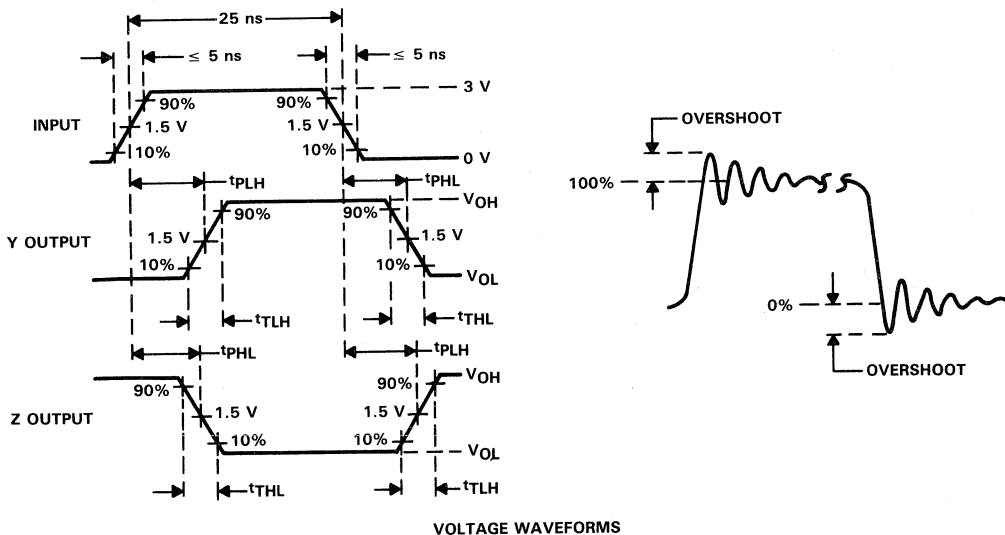 25 ns
≤ 5 ns
≤ 5 ns
3 V
90%
90%
INPUT
1.5 V
1.5 V
10%
10%
0 V
tPLH
tPHL
VOH
90%
90%
Y OUTPUT
1.5 V
1.5 V
10%
10%
VOL
tTLH
tTHL
tPHL
tPLH
VOH
90%
90%
Z OUTPUT
1.5 V
1.5 V
10%
10%
VOL
tTHL
tTLH
OVERSHOOT
100%
0%
OVERSHOOT
VOLTAGE WAVEFORMS